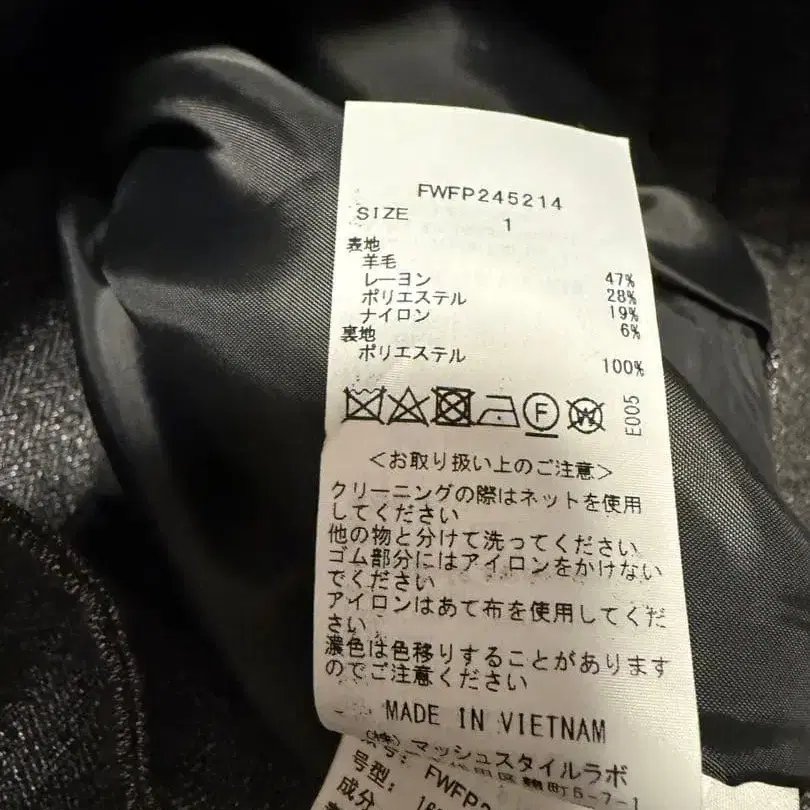 FWFP245214
SIZE 1
表地
羊毛 47%
レーヨン 28%
ポリエステル 19%
ナイロン 6%
裏地
ポリエステル 100%
F W E005
＜お取り扱い上のご注意＞
クリーニングの際はネットを使用
してください
他の物と分けて洗ってください
ゴム部分にはアイロンをかけない
でください
アイロンはあて布を使用してくだ
さい
濃色は色移りすることがあります
のでご注意ください
MADE IN VIETNAM
(株) マッシュスタイルラボ
麹町5-7-1
号型: FWFP2
成分